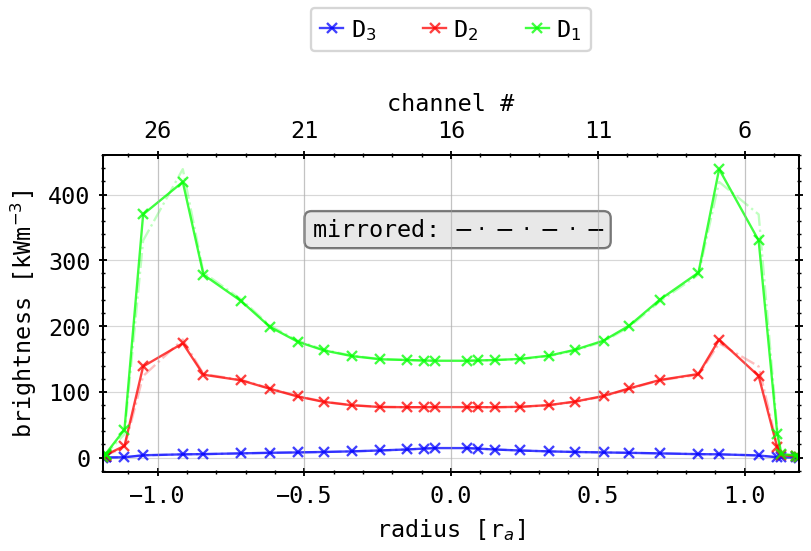 D₃ D₂ D₁
channel #
26 21 16 11 6
mirrored: —·—·—·—
brightness [kWm⁻³]
400
300
200
100
0
−1.0 −0.5 0.0 0.5 1.0
radius [rₐ]